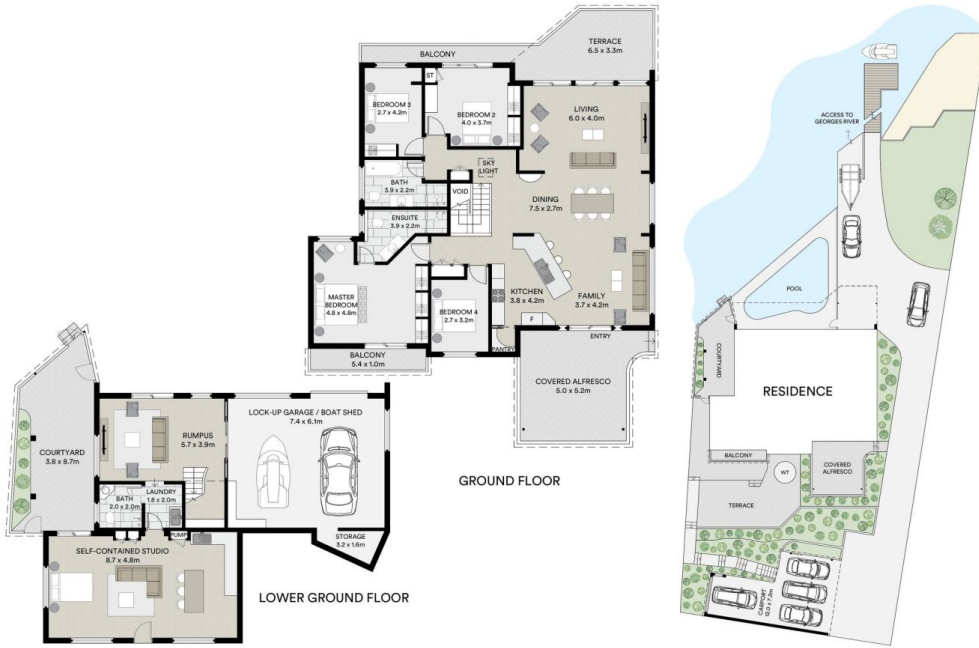 BALCONY
TERRACE
6.5 x 3.3m
ST
BEDROOM 3
2.7 x 4.2m
BEDROOM 2
4.0 x 3.7m
LIVING
6.0 x 4.0m
SKY
LIGHT
BATH
3.9 x 2.2m
VOID
DINING
7.5 x 2.7m
ENSUITE
3.9 x 2.2m
MASTER
BEDROOM
4.8 x 4.8m
BEDROOM 4
2.7 x 3.2m
KITCHEN
3.8 x 4.2m
FAMILY
3.7 x 4.2m
F
PANTRY
ENTRY
BALCONY
5.4 x 1.0m
COVERED ALFRESCO
5.0 x 5.2m
GROUND FLOOR
COURTYARD
3.8 x 8.7m
RUMPUS
5.7 x 3.9m
LOCK-UP GARAGE / BOAT SHED
7.4 x 6.1m
BATH
2.0 x 2.0m
LAUNDRY
1.8 x 2.0m
PUMP
STORAGE
3.2 x 1.6m
SELF-CONTAINED STUDIO
8.7 x 4.8m
LOWER GROUND FLOOR
ACCESS TO
GEORGES RIVER
POOL
COURTYARD
RESIDENCE
BALCONY
WT
COVERED
ALFRESCO
TERRACE
CARPORT
12.0 x 7.2m